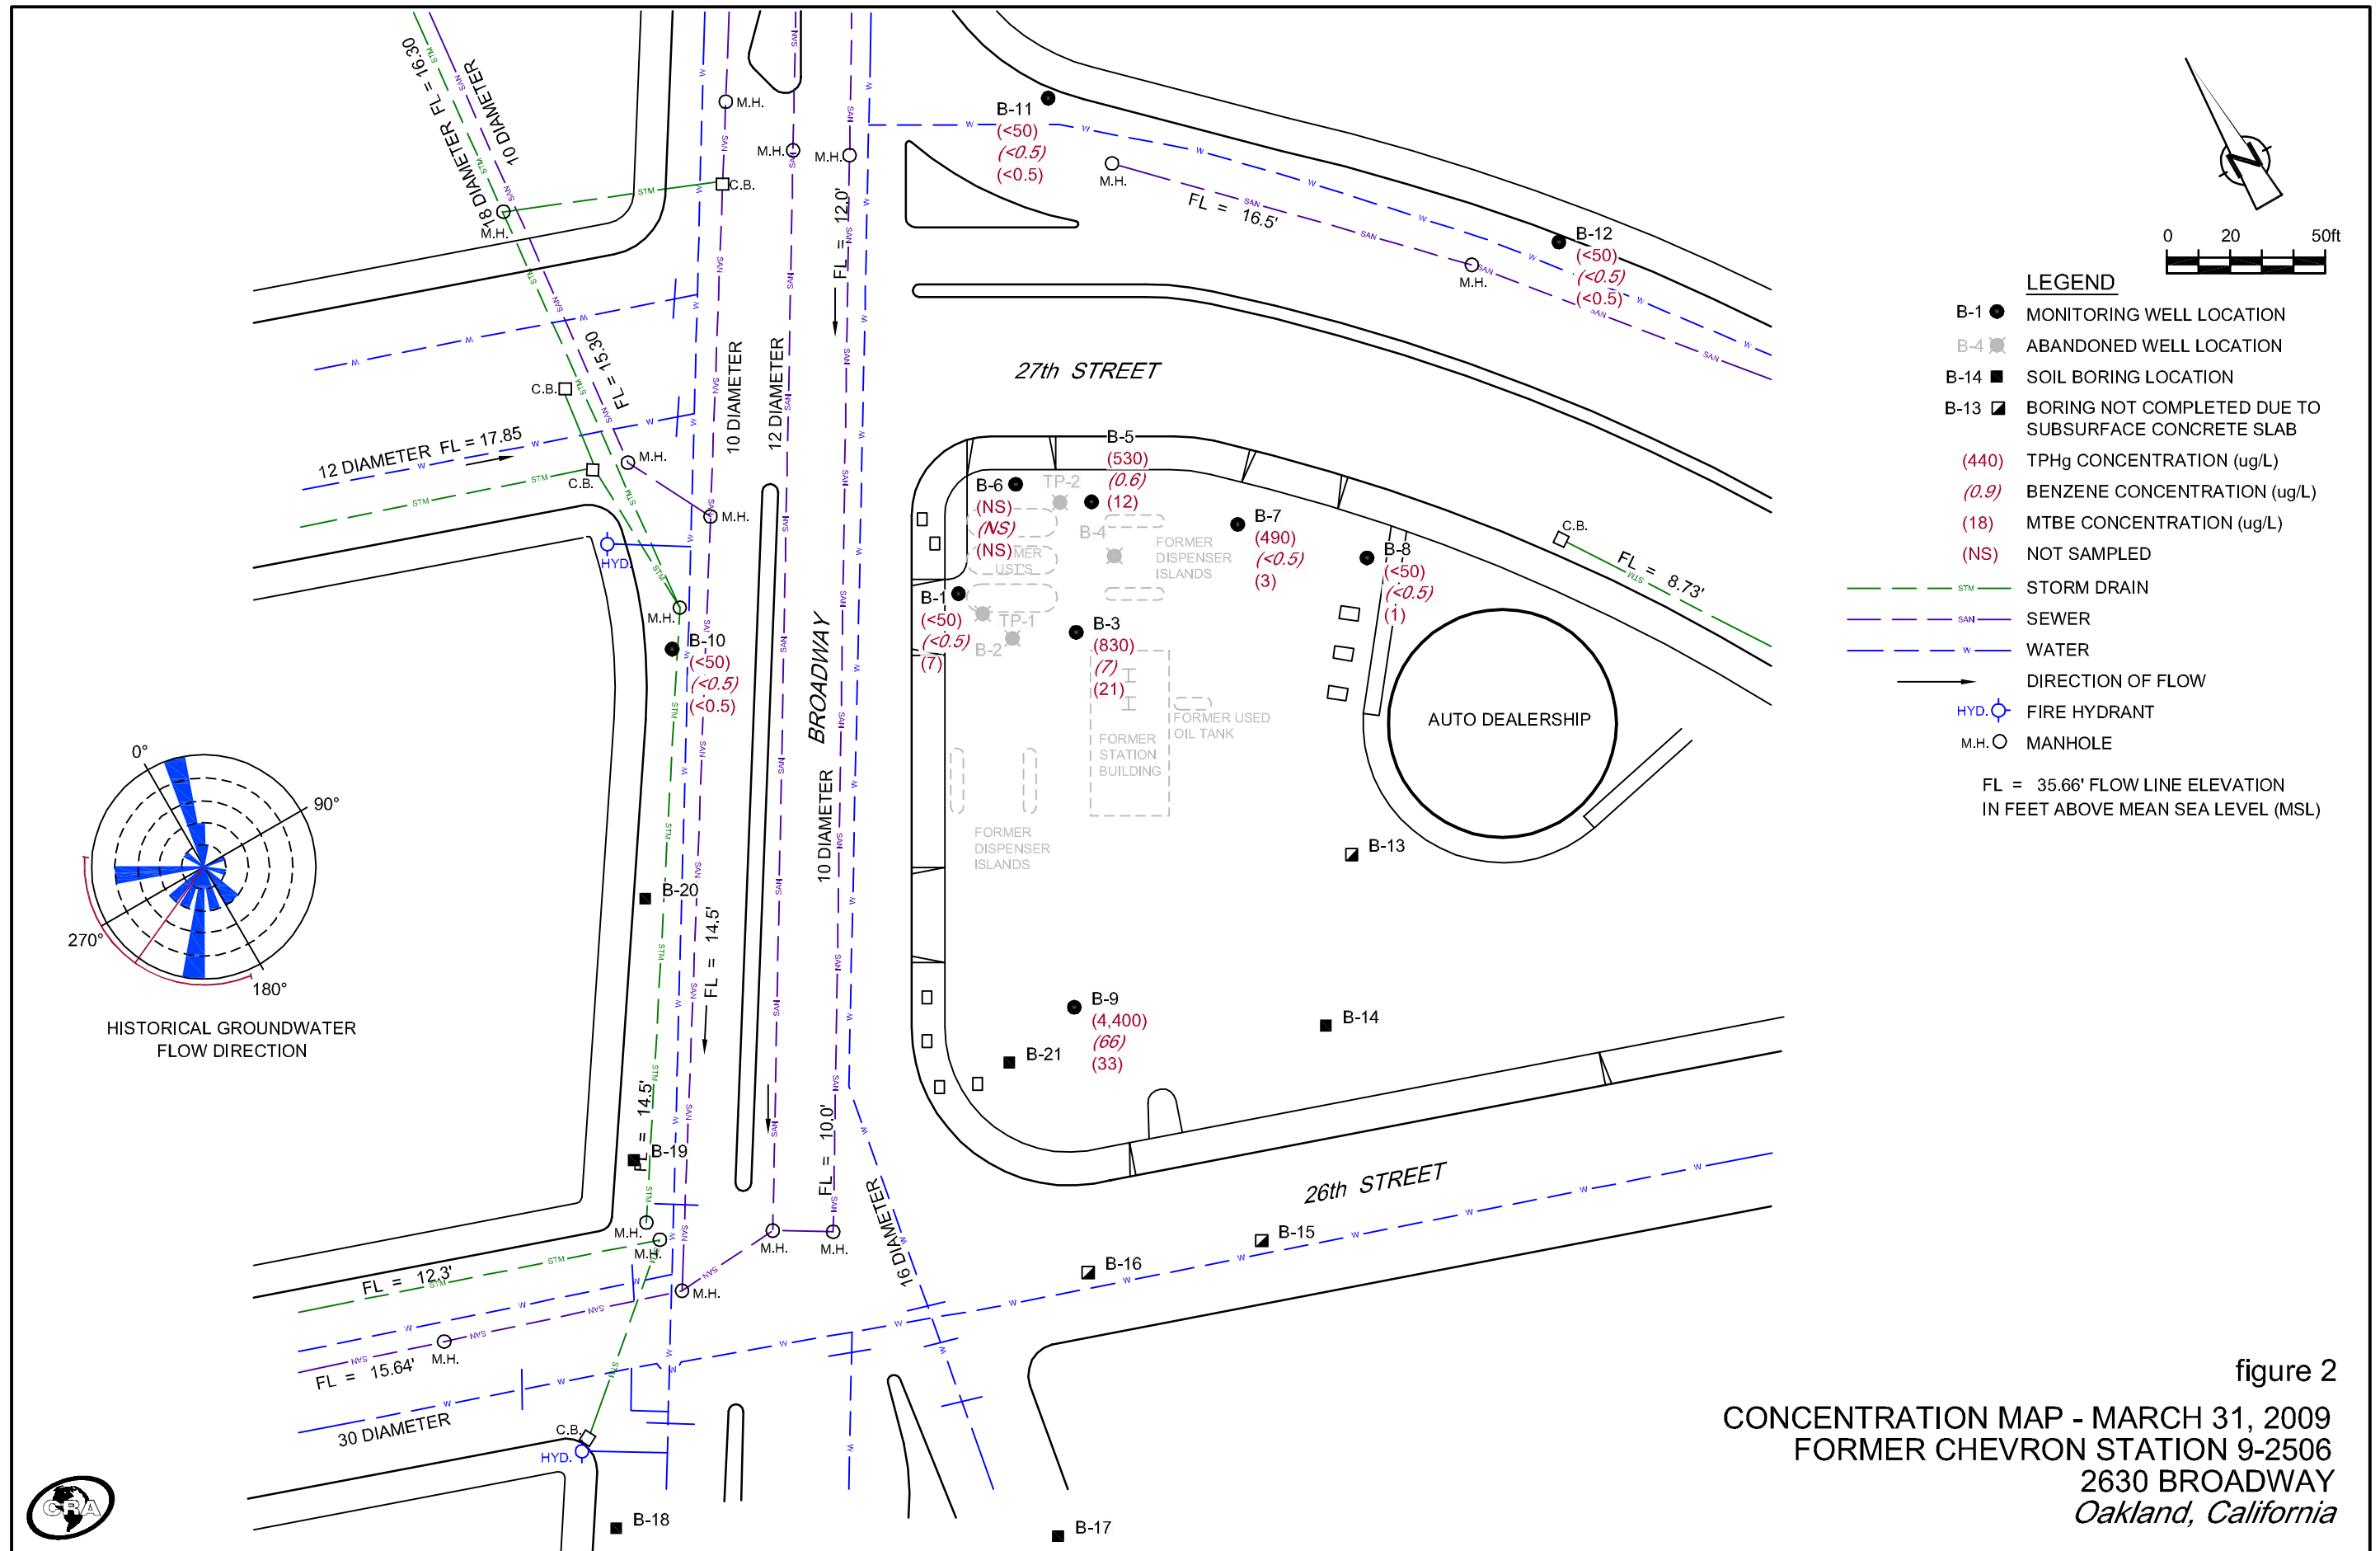 18 DIAMETER FL = 16.30
10 DIAMETER
M.H.
C.B.
M.H.
M.H.
M.H.
FL = 12.0'
B-11
(<50)
(<0.5)
(<0.5)
M.H.
FL = 16.5'
M.H.
B-12
(<50)
(<0.5)
(<0.5)
27th STREET
C.B.
FL = 15.30
12 DIAMETER FL = 17.85
C.B.
M.H.
M.H.
10 DIAMETER
12 DIAMETER
HYD.
M.H.
B-10
(<50)
(<0.5)
(<0.5)
BROADWAY
10 DIAMETER
B-5
(530)
(0.6)
(12)
B-6
(NS)
(NS)
(NS)
TP-2
B-4
UST'S
FORMER
DISPENSER
ISLANDS
B-7
(490)
(<0.5)
(3)
B-8
(<50)
(<0.5)
(1)
C.B.
FL = 8.73'
B-1
(<50)
(<0.5)
(7)
TP-1
B-2
B-3
(830)
(7)
(21)
FORMER USED
OIL TANK
FORMER
STATION
BUILDING
AUTO DEALERSHIP
FORMER
DISPENSER
ISLANDS
B-13
B-20
FL = 14.5'
B-9
(4,400)
(66)
(33)
B-14
B-21
FL = 14.5'
B-19
FL = 10.0'
16 DIAMETER
26th STREET
B-15
B-16
M.H.
M.H.
M.H.
M.H.
M.H.
FL = 12.3'
M.H.
FL = 15.64'
30 DIAMETER
C.B.
HYD.
B-18
B-17
0°
90°
270°
180°
HISTORICAL GROUNDWATER
FLOW DIRECTION
CRA
N
0 20 50ft
LEGEND
B-1 MONITORING WELL LOCATION
B-4 ABANDONED WELL LOCATION
B-14 SOIL BORING LOCATION
B-13 BORING NOT COMPLETED DUE TO
SUBSURFACE CONCRETE SLAB
(440) TPHg CONCENTRATION (ug/L)
(0.9) BENZENE CONCENTRATION (ug/L)
(18) MTBE CONCENTRATION (ug/L)
(NS) NOT SAMPLED
STM STORM DRAIN
SAN SEWER
W WATER
DIRECTION OF FLOW
HYD. FIRE HYDRANT
M.H. MANHOLE
FL = 35.66' FLOW LINE ELEVATION
IN FEET ABOVE MEAN SEA LEVEL (MSL)
figure 2
CONCENTRATION MAP - MARCH 31, 2009
FORMER CHEVRON STATION 9-2506
2630 BROADWAY
Oakland, California